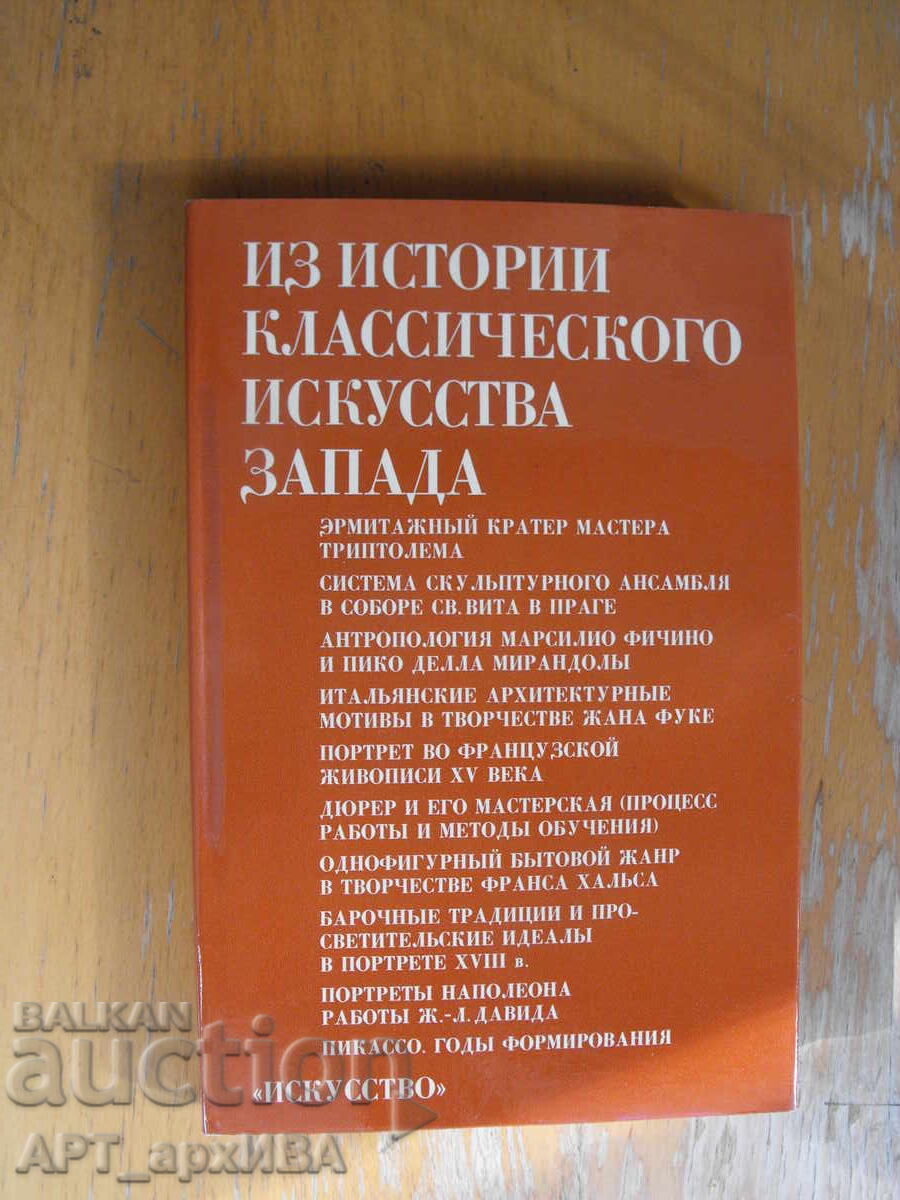 ИЗ ИСТОРИИ
КЛАССИЧЕСКОГО
ИСКУССТВА
ЗАПАДА
ЭРМИТАЖНЫЙ КРАТЕР МАСТЕРА
ТРИПТОЛЕМА
СИСТЕМА СКУЛЬПТУРНОГО АНСАМБЛЯ
В СОБОРЕ СВ. ВИТА В ПРАГЕ
АНТРОПОЛОГИЯ МАРСИЛИО ФИЧИНО
И ПИКО ДЕЛЛА МИРАНДОЛЫ
ИТАЛЬЯНСКИЕ АРХИТЕКТУРНЫЕ
МОТИВЫ В ТВОРЧЕСТВЕ ЖАНА ФУКЕ
ПОРТРЕТ ВО ФРАНЦУЗСКОЙ
ЖИВОПИСИ XV ВЕКА
ДЮРЕР И ЕГО МАСТЕРСКАЯ (ПРОЦЕСС
РАБОТЫ И МЕТОДЫ ОБУЧЕНИЯ)
ОДНОФИГУРНЫЙ БЫТОВОЙ ЖАНР
В ТВОРЧЕСТВЕ ФРАНСА ХАЛЬСА
БАРОЧНЫЕ ТРАДИЦИИ И ПРО-
СВЕТИТЕЛЬСКИЕ ИДЕАЛЫ
В ПОРТРЕТЕ XVIII в.
ПОРТРЕТЫ НАПОЛЕОНА
РАБОТЫ Ж.-Л. ДАВИДА
ПИКАССО. ГОДЫ ФОРМИРОВАНИЯ
«ИСКУССТВО»
BALKAN
auction
АРТ_архИВА